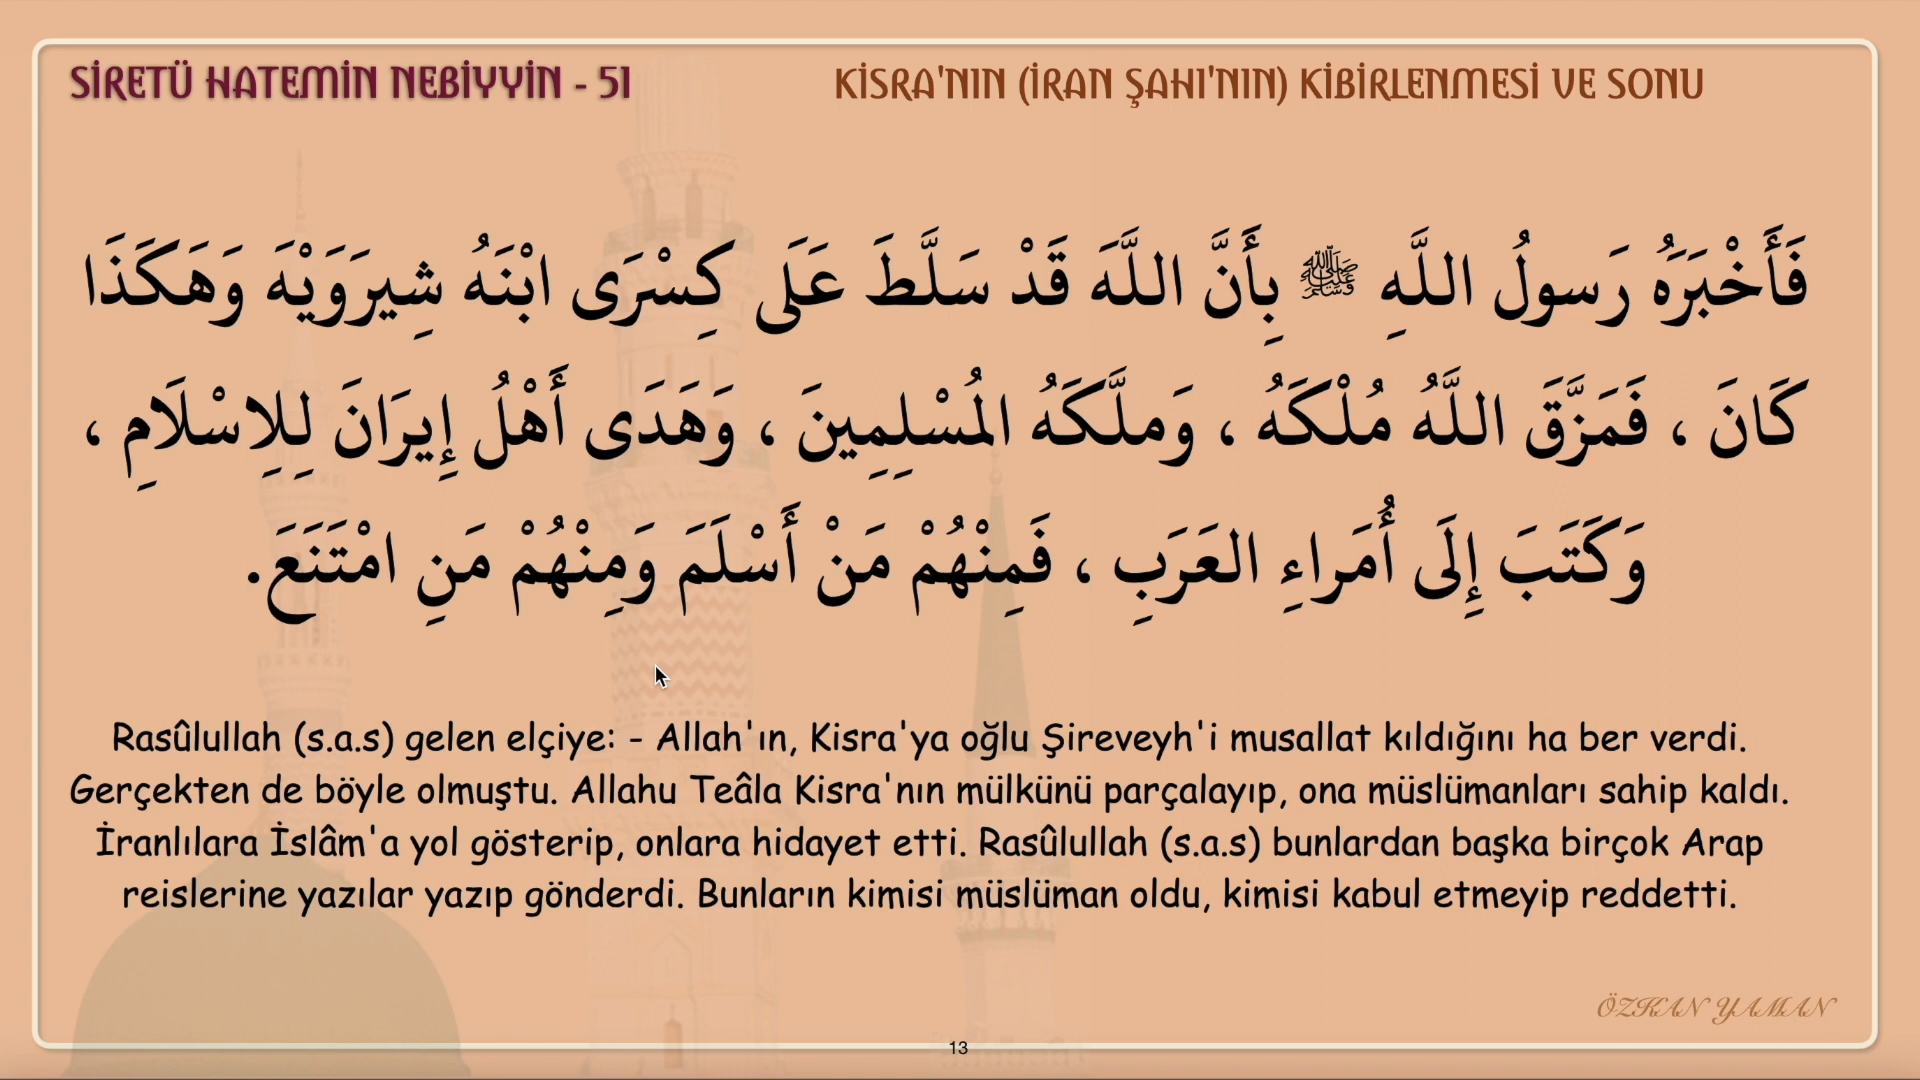 SİRETÜ HATEMİN NEBİYYİN - 51
KİSRA'NIN (İRAN ŞAHI'NIN) KİBİRLENMESİ VE SONU
فَأَخْبَرَهُ رَسولُ اللَّهِ ﷺ بِأَنَّ اللَّهَ قَدْ سَلَّطَ عَلَى كِسْرَى ابْنَهُ شِيرَوَيْهَ وَهَكَذَا
كَانَ ، فَمَزَّقَ اللَّهُ مُلْكَهُ ، وَملَّكَهُ المُسْلِمِينَ ، وَهَدَى أَهْلُ إِيرَانَ لِلِاسْلَامِ ،
وَكَتَبَ إِلَى أُمَراءِ العَرَبِ ، فَمِنْهُمْ مَنْ أَسْلَمَ وَمِنْهُمْ مَنِ امْتَنَعَ.
Rasûlullah (s.a.s) gelen elçiye: - Allah'ın, Kisra'ya oğlu Şireveyh'i musallat kıldığını ha ber verdi.
Gerçekten de böyle olmuştu. Allahu Teâla Kisra'nın mülkünü parçalayıp, ona müslümanları sahip kaldı.
İranlılara İslâm'a yol gösterip, onlara hidayet etti. Rasûlullah (s.a.s) bunlardan başka birçok Arap
reislerine yazılar yazıp gönderdi. Bunların kimisi müslüman oldu, kimisi kabul etmeyip reddetti.
ÖZKAN YAMAN
13